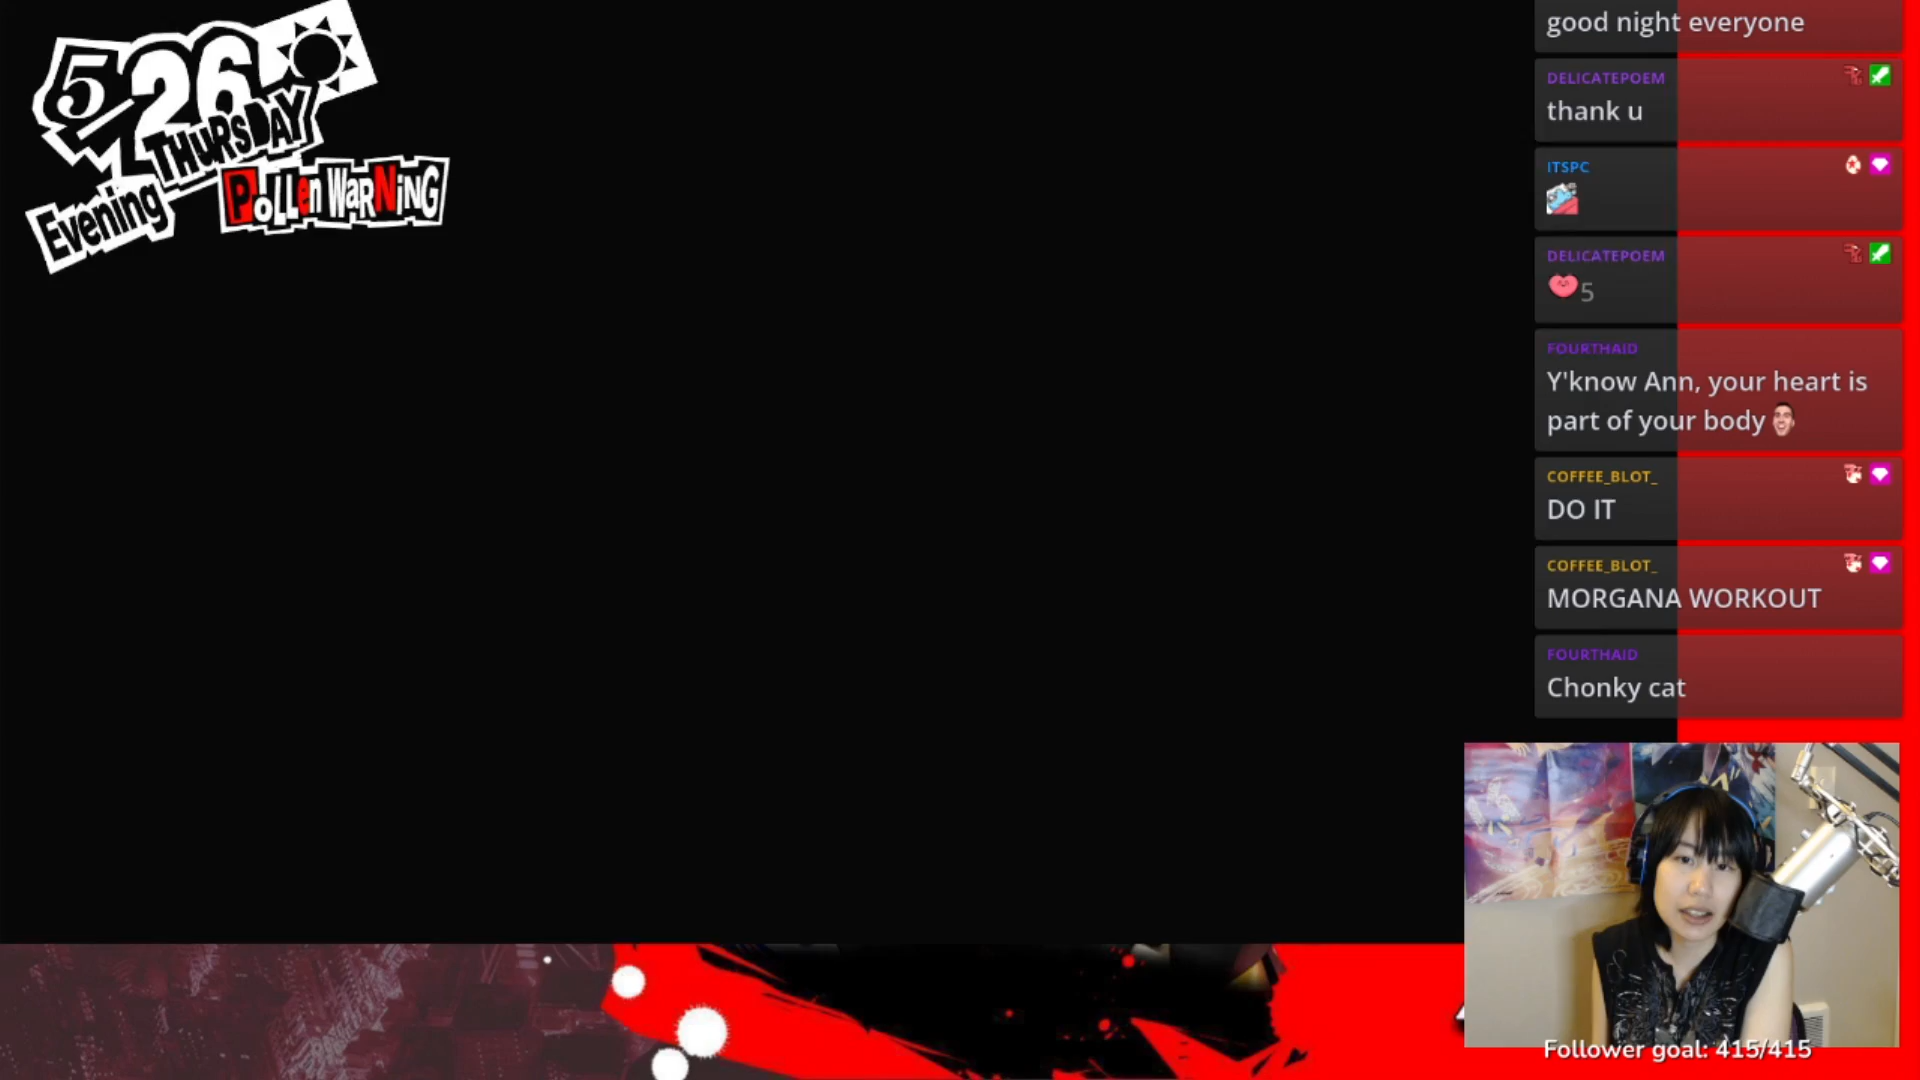 5/26
THURSDAY
Evening
POLLEN WARNING
good night everyone
DELICATEPOEM
thank u
ITSPC
DELICATEPOEM
5
FOURTHAID
Y'know Ann, your heart is
part of your body
COFFEE_BLOT_
DO IT
COFFEE_BLOT_
MORGANA WORKOUT
FOURTHAID
Chonky cat
Follower goal: 415/415